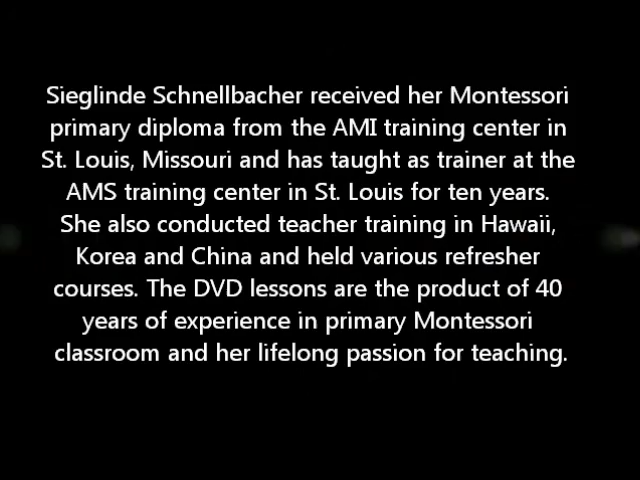 Sieglinde Schnellbacher received her Montessori
primary diploma from the AMI training center in
St. Louis, Missouri and has taught as trainer at the
AMS training center in St. Louis for ten years.
She also conducted teacher training in Hawaii,
Korea and China and held various refresher
courses. The DVD lessons are the product of 40
years of experience in primary Montessori
classroom and her lifelong passion for teaching.